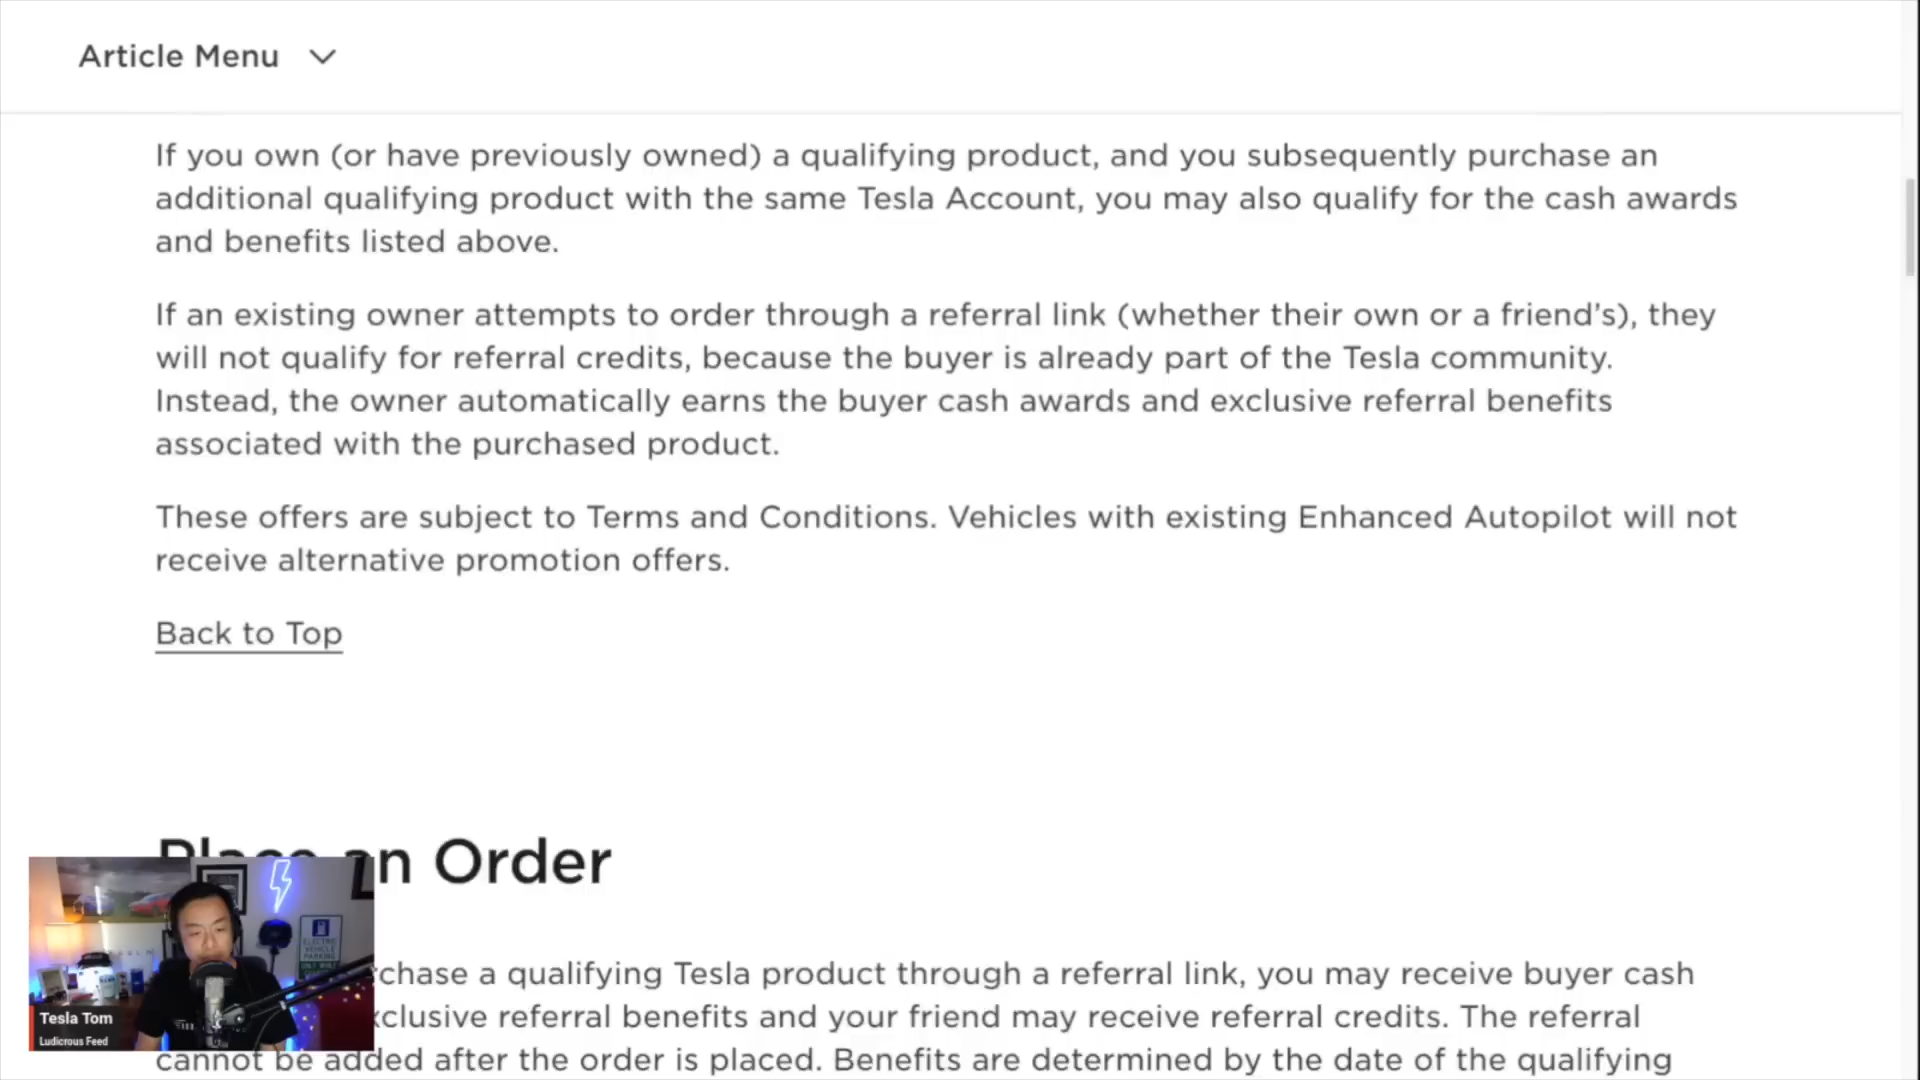 Article Menu
If you own (or have previously owned) a qualifying product, and you subsequently purchase an
additional qualifying product with the same Tesla Account, you may also qualify for the cash awards
and benefits listed above.
If an existing owner attempts to order through a referral link (whether their own or a friend’s), they
will not qualify for referral credits, because the buyer is already part of the Tesla community.
Instead, the owner automatically earns the buyer cash awards and exclusive referral benefits
associated with the purchased product.
These offers are subject to Terms and Conditions. Vehicles with existing Enhanced Autopilot will not
receive alternative promotion offers.
Back to Top
Place an Order
chase a qualifying Tesla product through a referral link, you may receive buyer cash
clusive referral benefits and your friend may receive referral credits. The referral
cannot be added after the order is placed. Benefits are determined by the date of the qualifying
ELECTRIC
VEHICLE
PARKING
Tesla Tom
Ludicrous Feed